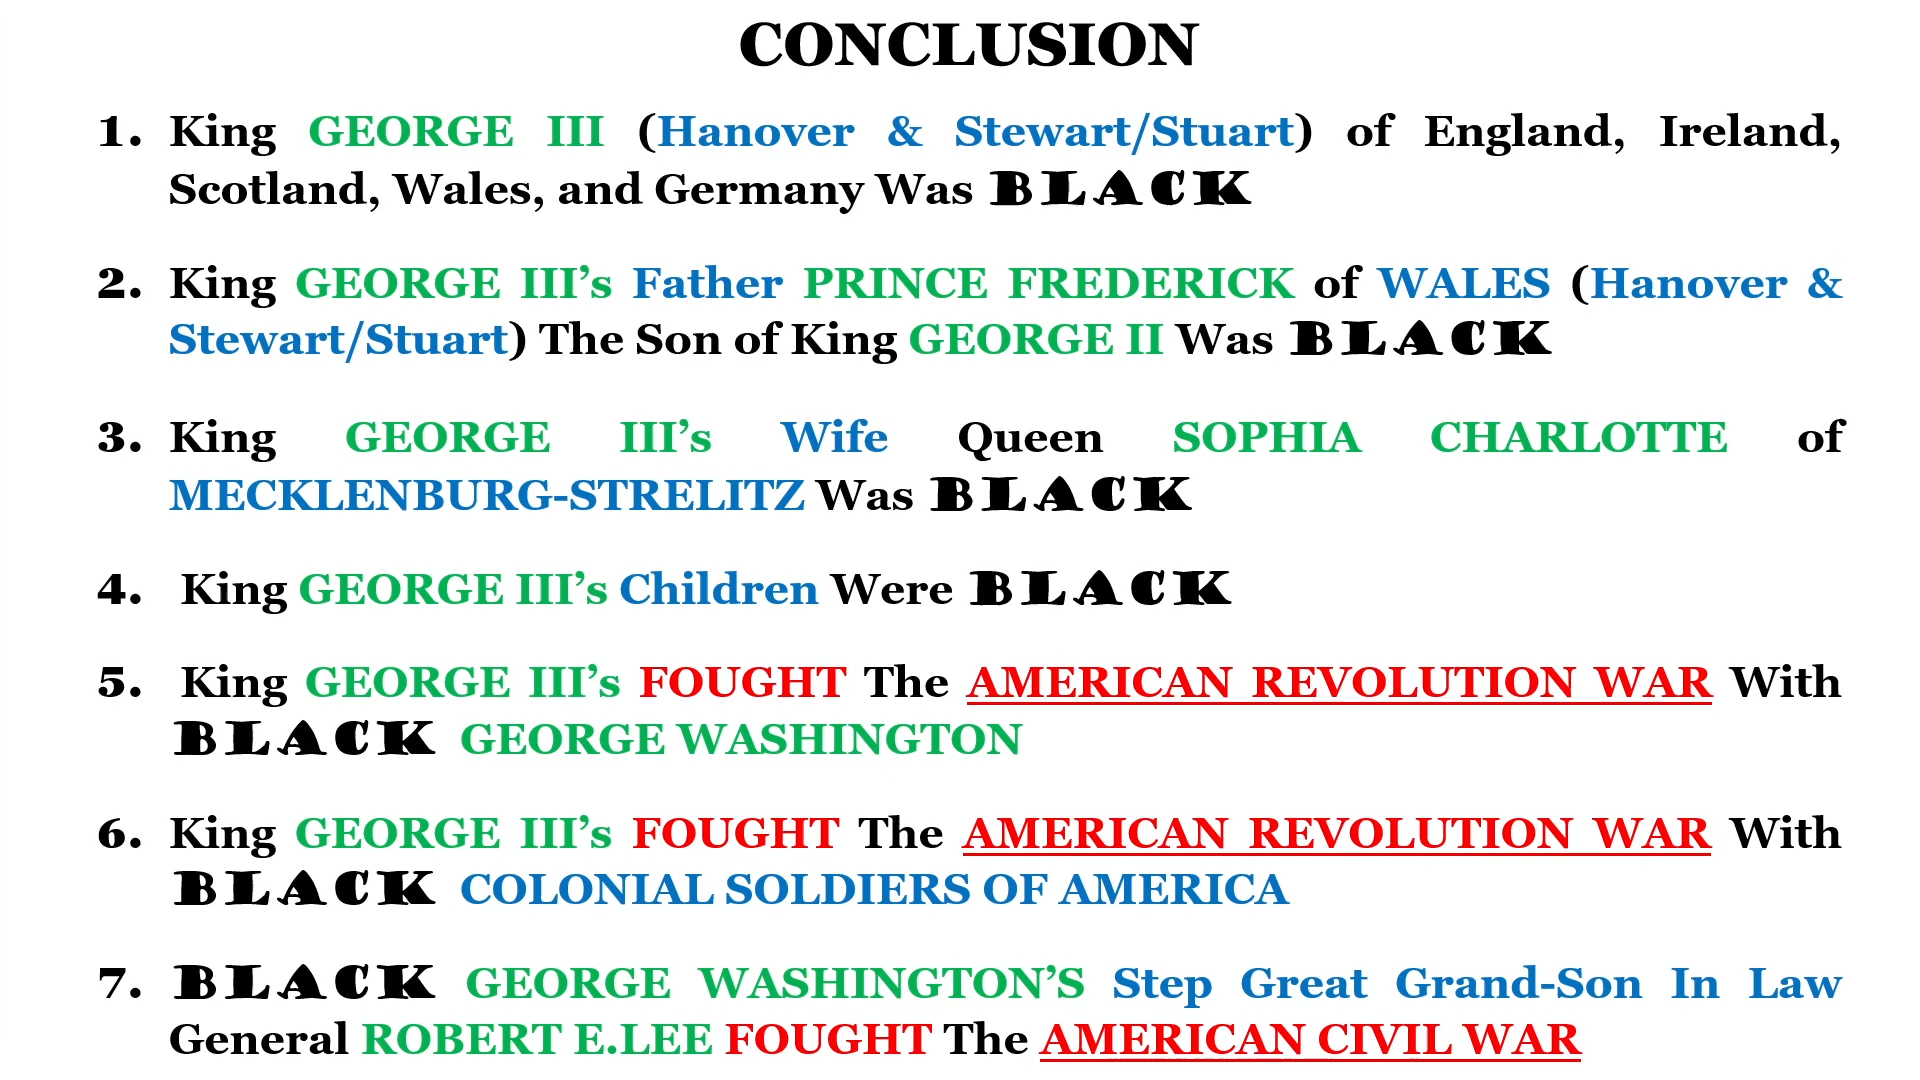 CONCLUSION
1. King GEORGE III (Hanover & Stewart/Stuart) of England, Ireland,
Scotland, Wales, and Germany Was BLACK
2. King GEORGE III’s Father PRINCE FREDERICK of WALES (Hanover &
Stewart/Stuart) The Son of King GEORGE II Was BLACK
3. King GEORGE III’s Wife Queen SOPHIA CHARLOTTE of
MECKLENBURG-STRELITZ Was BLACK
4. King GEORGE III’s Children Were BLACK
5. King GEORGE III’s FOUGHT The AMERICAN REVOLUTION WAR With
BLACK GEORGE WASHINGTON
6. King GEORGE III’s FOUGHT The AMERICAN REVOLUTION WAR With
BLACK COLONIAL SOLDIERS OF AMERICA
7. BLACK GEORGE WASHINGTON’S Step Great Grand-Son In Law
General ROBERT E.LEE FOUGHT The AMERICAN CIVIL WAR